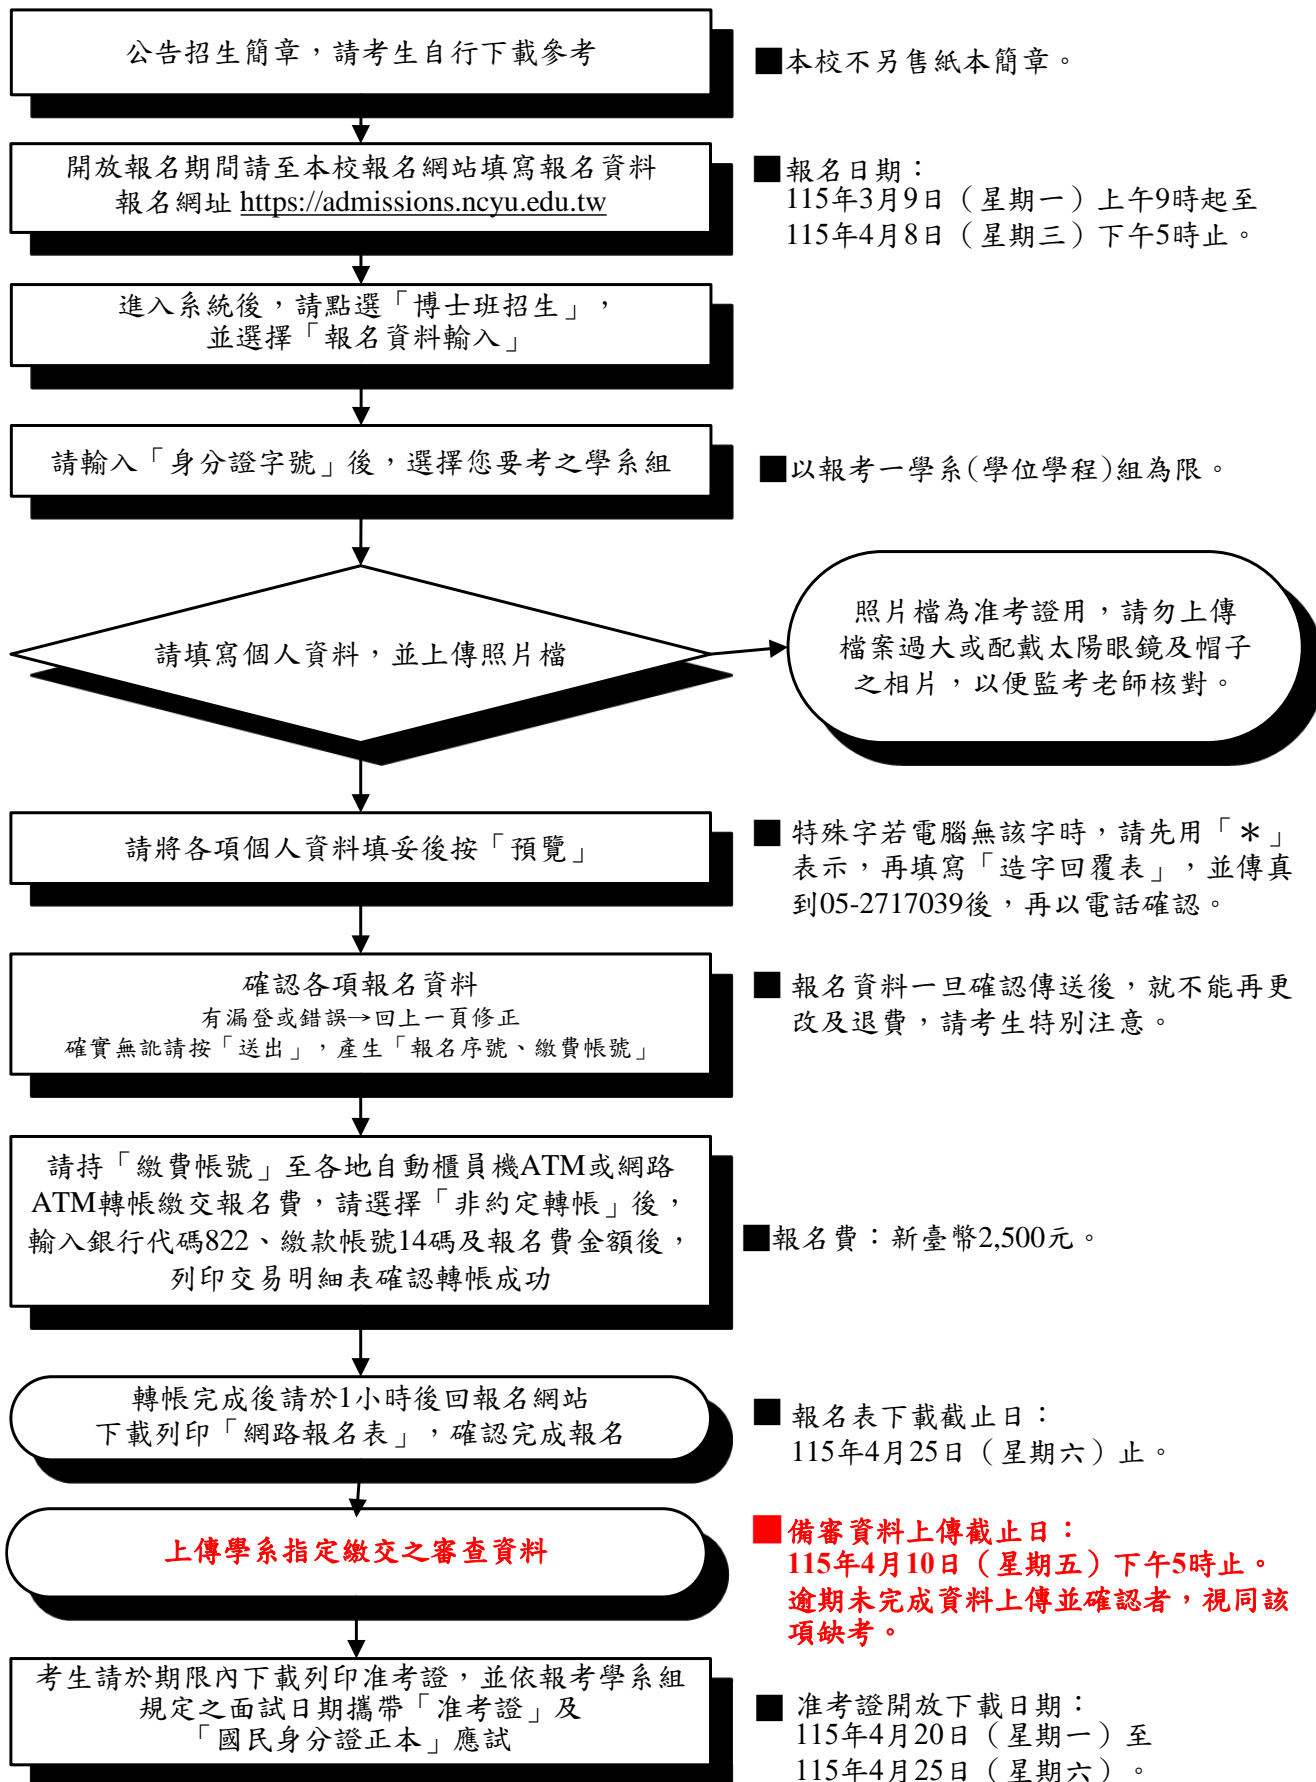 公告招生簡章，請考生自行下載參考
■本校不另售紙本簡章。
開放報名期間請至本校報名網站填寫報名資料
報名網址 https://admissions.ncyu.edu.tw
■報名日期：
115年3月9日（星期一）上午9時起至
115年4月8日（星期三）下午5時止。
進入系統後，請點選「博士班招生」，
並選擇「報名資料輸入」
請輸入「身分證字號」後，選擇您要考之學系組
■以報考一學系(學位學程)組為限。
請填寫個人資料，並上傳照片檔
照片檔為准考證用，請勿上傳
檔案過大或配戴太陽眼鏡及帽子
之相片，以便監考老師核對。
請將各項個人資料填妥後按「預覽」
■ 特殊字若電腦無該字時，請先用「＊」
表示，再填寫「造字回覆表」，並傳真
到05-2717039後，再以電話確認。
確認各項報名資料
有漏登或錯誤→回上一頁修正
確實無訛請按「送出」，產生「報名序號、繳費帳號」
■ 報名資料一旦確認傳送後，就不能再更
改及退費，請考生特別注意。
請持「繳費帳號」至各地自動櫃員機ATM或網路
ATM轉帳繳交報名費，請選擇「非約定轉帳」後，
輸入銀行代碼822、繳款帳號14碼及報名費金額後，
列印交易明細表確認轉帳成功
■報名費：新臺幣2,500元。
轉帳完成後請於1小時後回報名網站
下載列印「網路報名表」，確認完成報名
■ 報名表下載截止日：
115年4月25日（星期六）止。
上傳學系指定繳交之審查資料
■備審資料上傳截止日：
115年4月10日（星期五）下午5時止。
逾期未完成資料上傳並確認者，視同該
項缺考。
考生請於期限內下載列印准考證，並依報考學系組
規定之面試日期攜帶「准考證」及
「國民身分證正本」應試
■ 准考證開放下載日期：
115年4月20日（星期一）至
115年4月25日（星期六）。